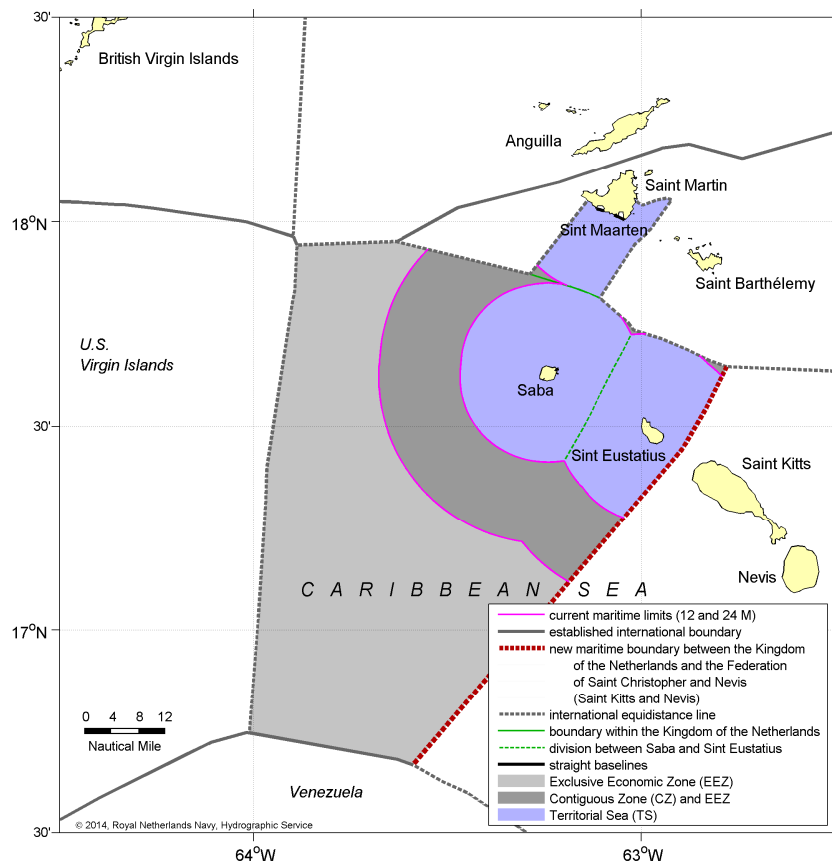 30'
British Virgin Islands
Anguilla
Saint Martin
18°N
Sint Maarten
Saint Barthélemy
U.S.
Virgin Islands
Saba
30'
Sint Eustatius
Saint Kitts
Nevis
CARIBBEAN SEA
17°N
current maritime limits (12 and 24 M)
established international boundary
new maritime boundary between the Kingdom
of the Netherlands and the Federation
of Saint Christopher and Nevis
(Saint Kitts and Nevis)
international equidistance line
boundary within the Kingdom of the Netherlands
division between Saba and Sint Eustatius
straight baselines
Exclusive Economic Zone (EEZ)
Contiguous Zone (CZ) and EEZ
Territorial Sea (TS)
0 4 8 12
Nautical Mile
Venezuela
© 2014, Royal Netherlands Navy, Hydrographic Service
30'
64°W
63°W